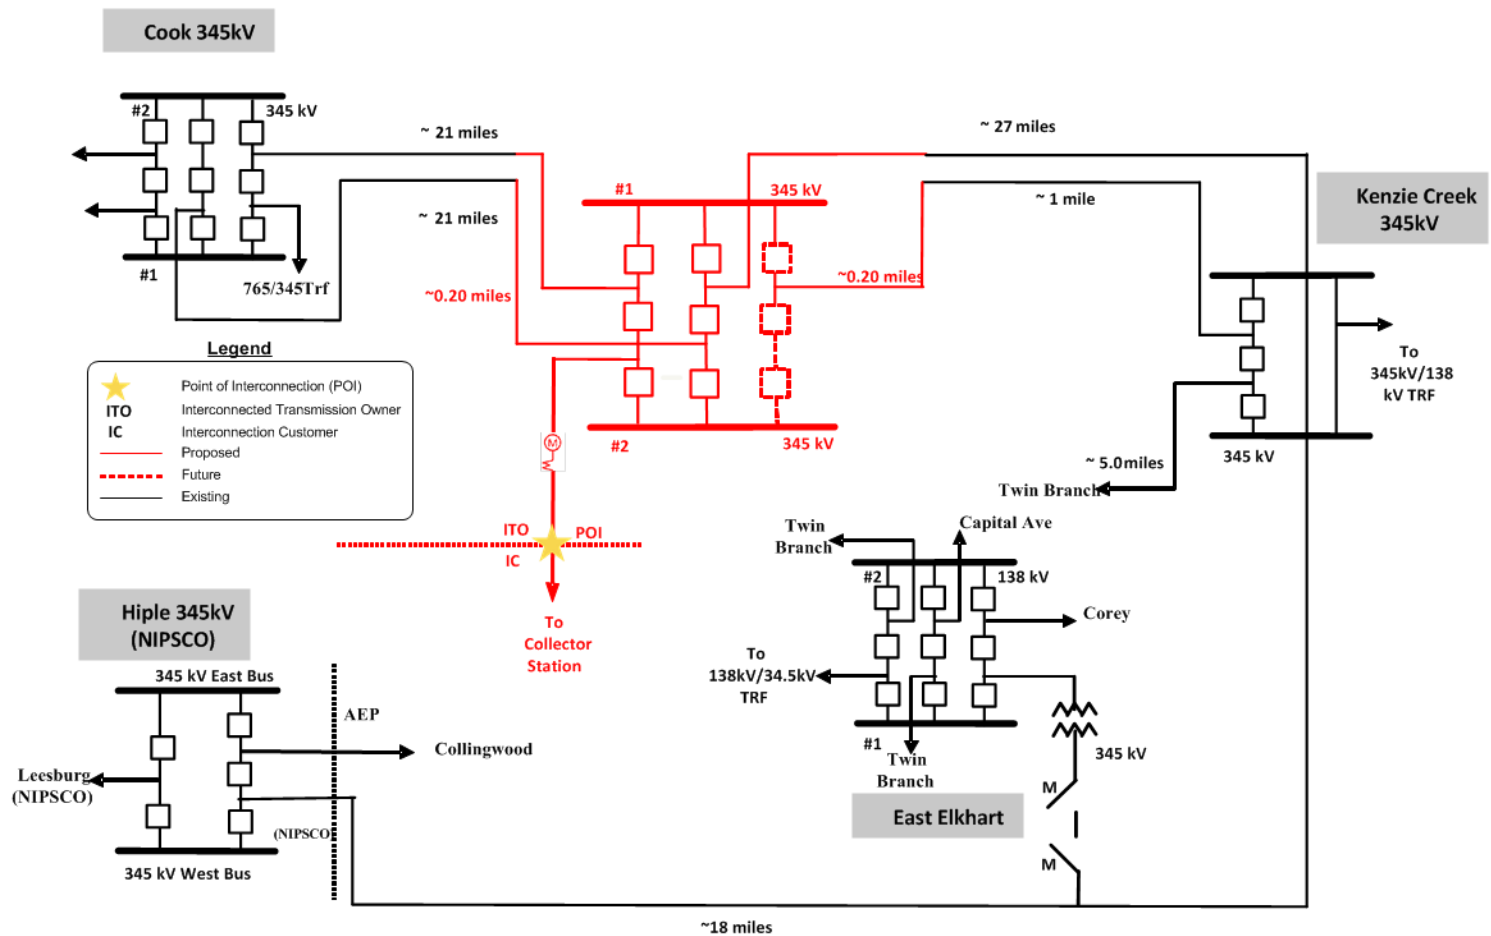 Cook 345kV
#2
345 kV
~ 21 miles
~ 27 miles
#1
345 kV
~ 1 mile
Kenzie Creek
345kV
~ 21 miles
#1
765/345Trf
~0.20 miles
~0.20 miles
Legend
Point of Interconnection (POI)
ITO
Interconnected Transmission Owner
IC
Interconnection Customer
Proposed
Future
Existing
To
345kV/138
kV TRF
#2
345 kV
M
345 kV
~ 5.0miles
Twin Branch
ITO
POI
IC
To
Collector
Station
Twin
Branch
Capital Ave
#2
138 kV
Corey
To
138kV/34.5kV
TRF
#1
Twin
Branch
345 kV
M
East Elkhart
M
Hiple 345kV
(NIPSCO)
345 kV East Bus
AEP
Collingwood
Leesburg
(NIPSCO)
(NIPSCO)
345 kV West Bus
~18 miles